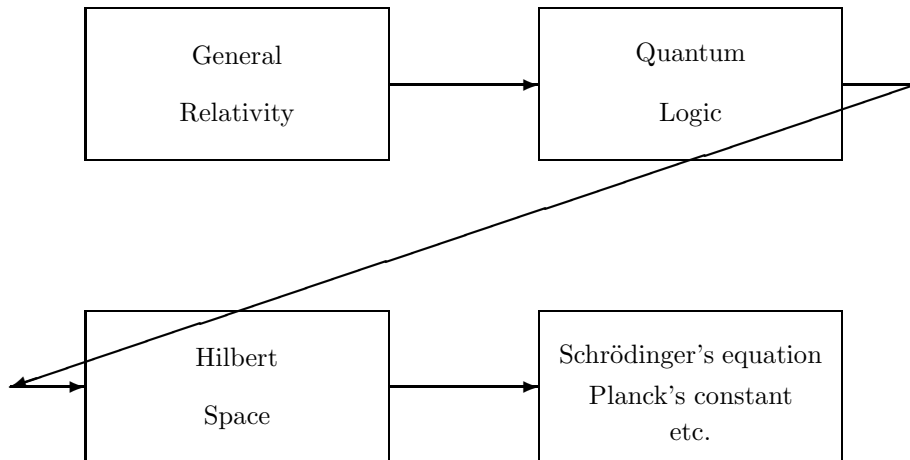 General
Relativity
Quantum
Logic
Hilbert
Space
Schrödinger's equation
Planck's constant
etc.